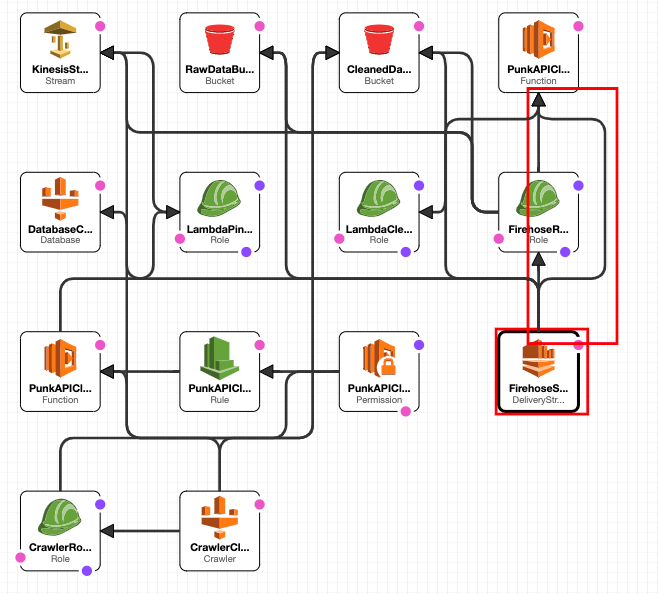 KinesisSt...
Stream
RawDataBu...
Bucket
CleanedDa...
Bucket
PunkAPICl...
Function
DatabaseC...
Database
LambdaPin...
Role
LambdaCle...
Role
FirehoseR...
Role
PunkAPICl...
Function
PunkAPICl...
Rule
PunkAPICl...
Permission
FirehoseS...
DeliveryStr...
CrawlerRo...
Role
CrawlerCl...
Crawler